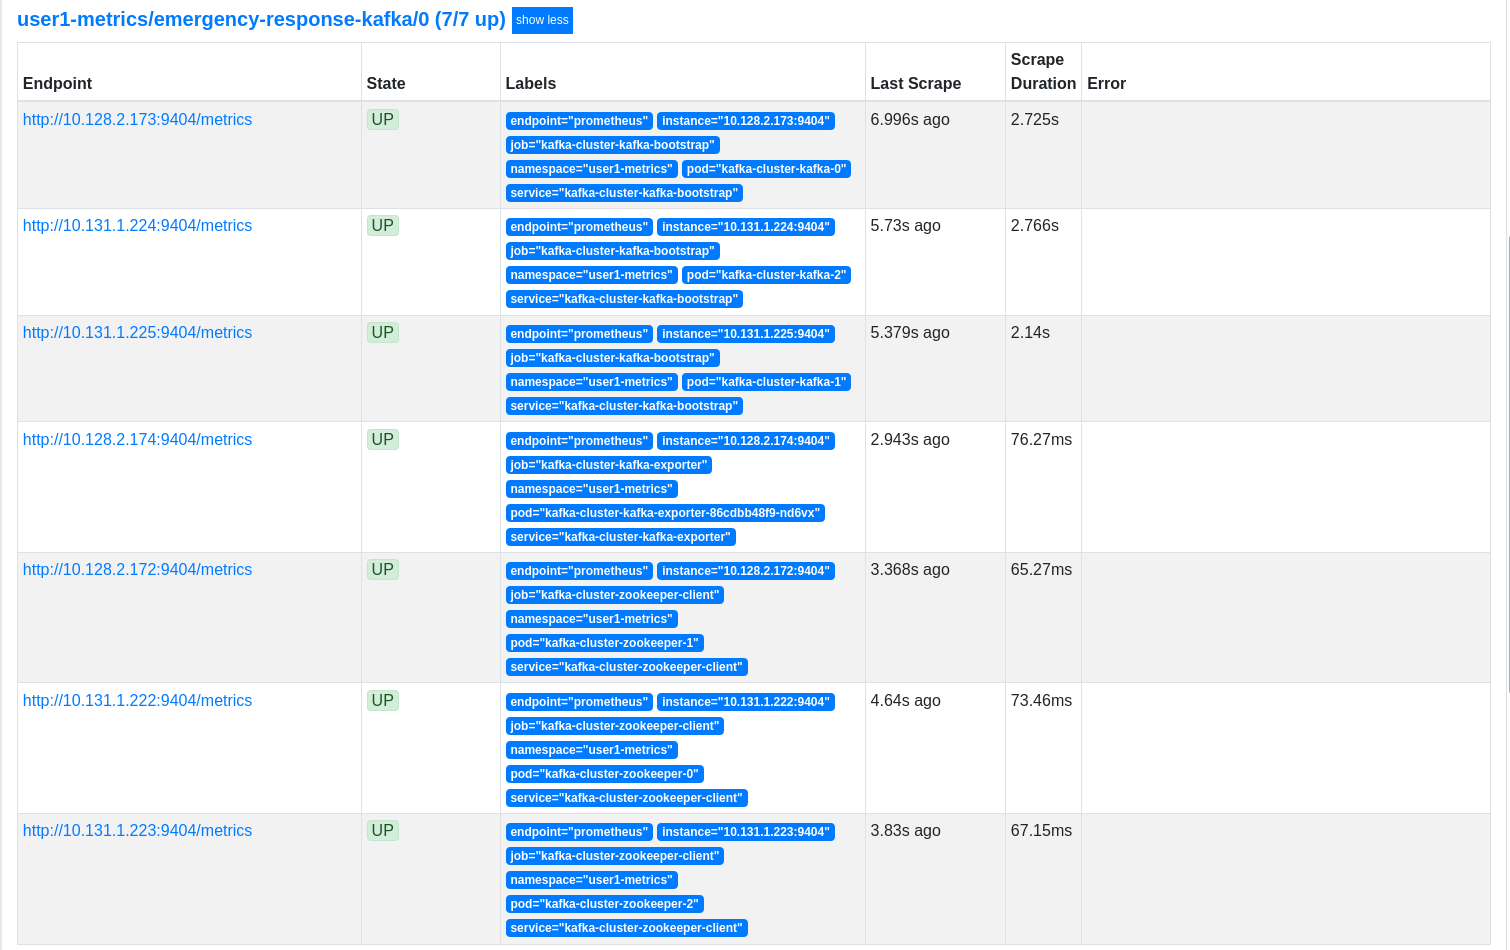 user1-metrics/emergency-response-kafka/0 (7/7 up) show less
Endpoint State Labels Last Scrape Scrape Duration Error
http://10.128.2.173:9404/metrics UP endpoint="prometheus" instance="10.128.2.173:9404" 6.996s ago 2.725s
job="kafka-cluster-kafka-bootstrap"
namespace="user1-metrics" pod="kafka-cluster-kafka-0"
service="kafka-cluster-kafka-bootstrap"
http://10.131.1.224:9404/metrics UP endpoint="prometheus" instance="10.131.1.224:9404" 5.73s ago 2.766s
job="kafka-cluster-kafka-bootstrap"
namespace="user1-metrics" pod="kafka-cluster-kafka-2"
service="kafka-cluster-kafka-bootstrap"
http://10.131.1.225:9404/metrics UP endpoint="prometheus" instance="10.131.1.225:9404" 5.379s ago 2.14s
job="kafka-cluster-kafka-bootstrap"
namespace="user1-metrics" pod="kafka-cluster-kafka-1"
service="kafka-cluster-kafka-bootstrap"
http://10.128.2.174:9404/metrics UP endpoint="prometheus" instance="10.128.2.174:9404" 2.943s ago 76.27ms
job="kafka-cluster-kafka-exporter"
namespace="user1-metrics"
pod="kafka-cluster-kafka-exporter-86cdbb48f9-nd6vx"
service="kafka-cluster-kafka-exporter"
http://10.128.2.172:9404/metrics UP endpoint="prometheus" instance="10.128.2.172:9404" 3.368s ago 65.27ms
job="kafka-cluster-zookeeper-client"
namespace="user1-metrics"
pod="kafka-cluster-zookeeper-1"
service="kafka-cluster-zookeeper-client"
http://10.131.1.222:9404/metrics UP endpoint="prometheus" instance="10.131.1.222:9404" 4.64s ago 73.46ms
job="kafka-cluster-zookeeper-client"
namespace="user1-metrics"
pod="kafka-cluster-zookeeper-0"
service="kafka-cluster-zookeeper-client"
http://10.131.1.223:9404/metrics UP endpoint="prometheus" instance="10.131.1.223:9404" 3.83s ago 67.15ms
job="kafka-cluster-zookeeper-client"
namespace="user1-metrics"
pod="kafka-cluster-zookeeper-2"
service="kafka-cluster-zookeeper-client"